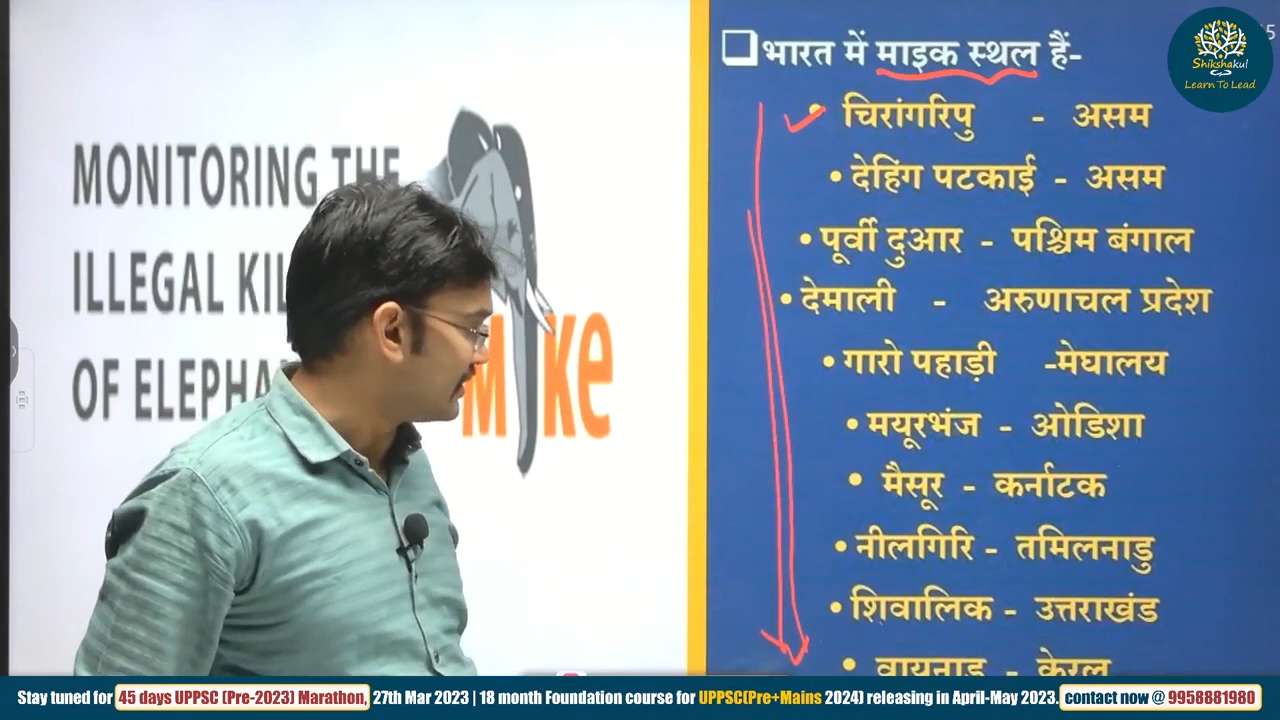 MONITORING THE
ILLEGAL KIL
OF ELEPHA
MIKE
भारत में माइक स्थल हैं-
• चिरांगरिपु - असम
• देहिंग पटकाई - असम
• पूर्वी दुआर - पश्चिम बंगाल
• देमाली - अरुणाचल प्रदेश
• गारो पहाड़ी -मेघालय
• मयूरभंज - ओडिशा
• मैसूर - कर्नाटक
• नीलगिरि - तमिलनाडु
• शिवालिक - उत्तराखंड
• वायनाड - केरल
Shikshakul
Learn To Lead
Stay tuned for 45 days UPPSC (Pre-2023) Marathon, 27th Mar 2023 | 18 month Foundation course for UPPSC(Pre+Mains 2024) releasing in April-May 2023. contact now @ 9958881980